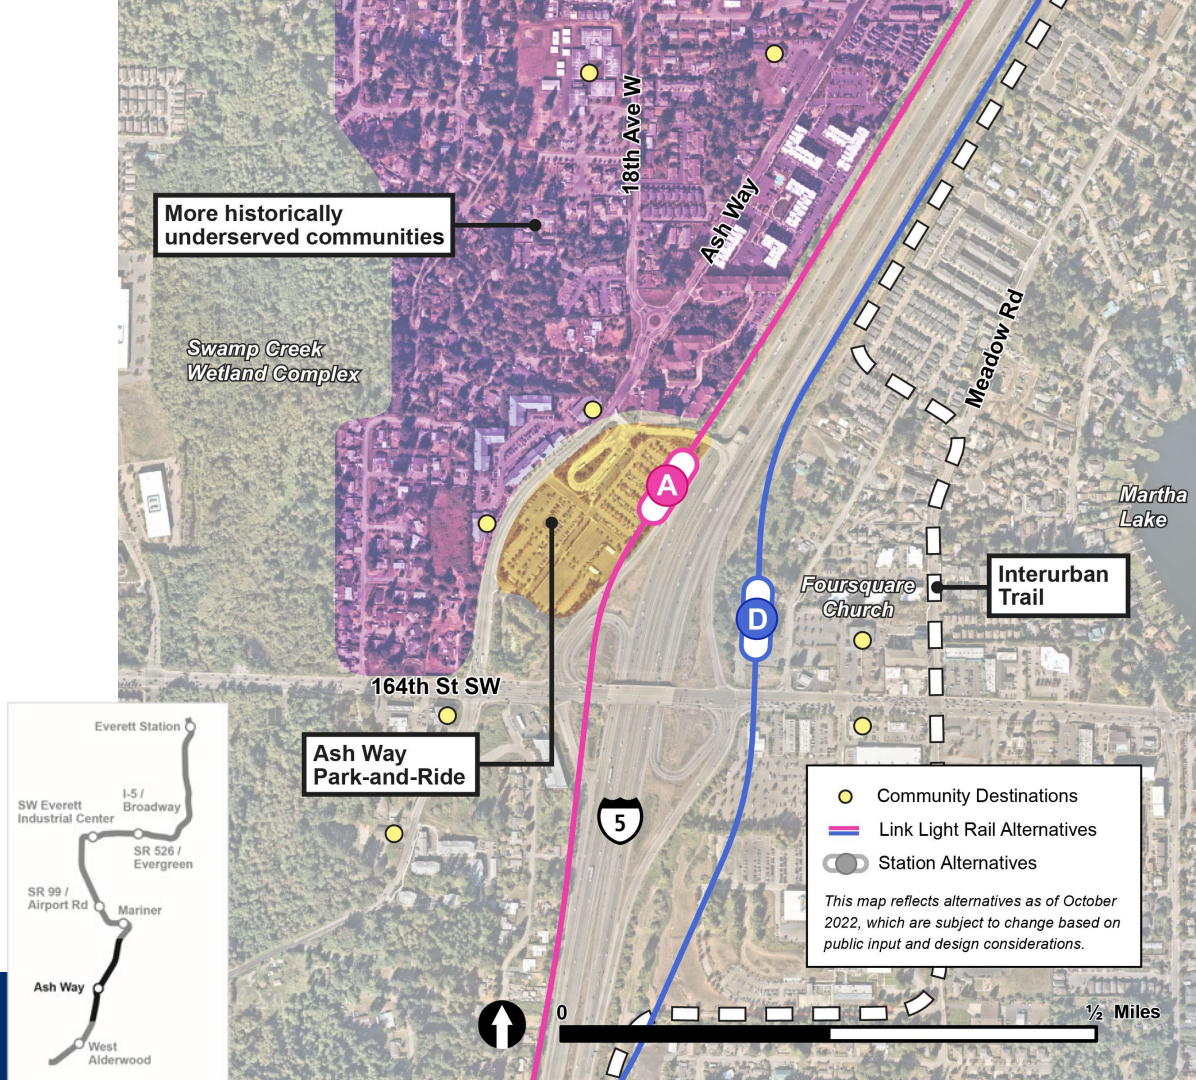 18th Ave W
Ash Way
More historically
underserved communities
Swamp Creek
Wetland Complex
Meadow Rd
A
Martha
Lake
Foursquare
Church
Interurban
Trail
D
164th St SW
Ash Way
Park-and-Ride
5
Community Destinations
Link Light Rail Alternatives
Station Alternatives
This map reflects alternatives as of October
2022, which are subject to change based on
public input and design considerations.
0
½ Miles
Everett Station
I-5 /
Broadway
SW Everett
Industrial Center
SR 526 /
Evergreen
SR 99 /
Airport Rd
Mariner
Ash Way
West
Alderwood